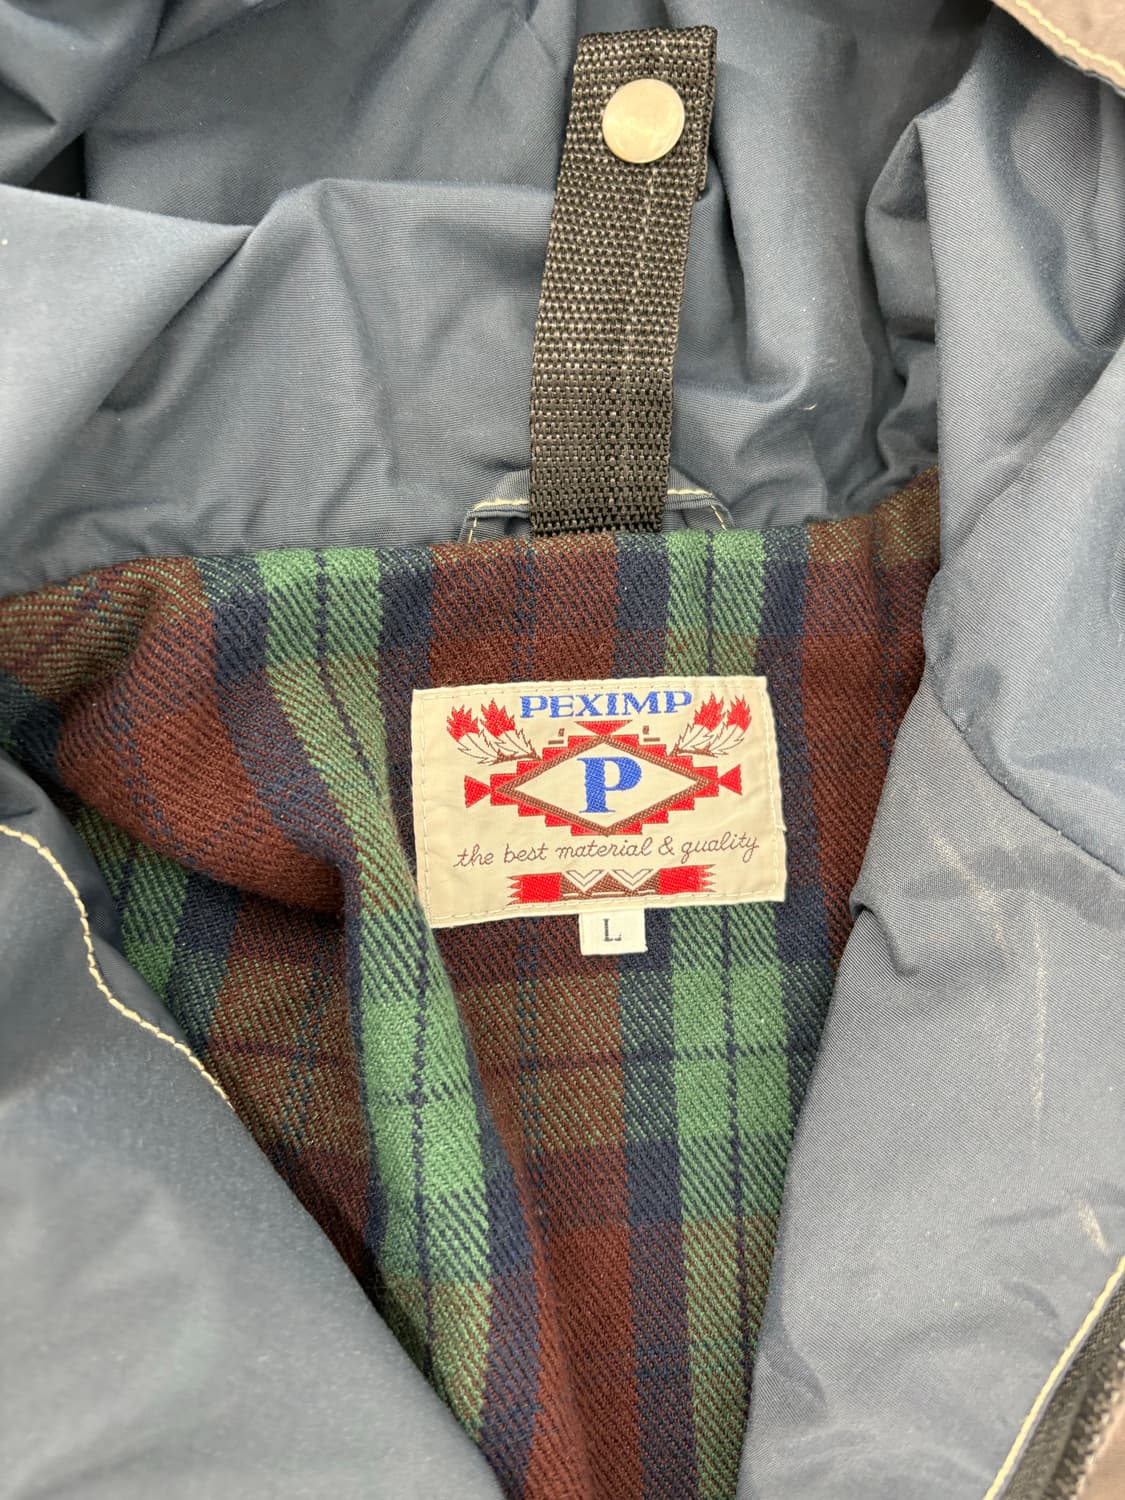 PEXIMP
P
the best material & quality
L